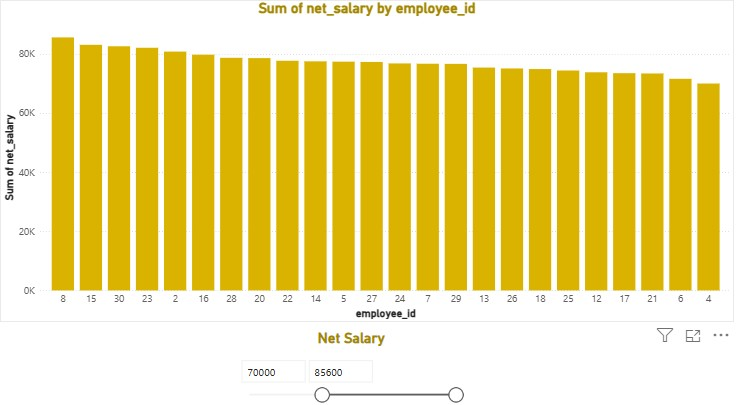 Sum of net_salary by employee_id
Sum of net_salary
80K
60K
40K
20K
0K
8 15 30 23 2 16 28 20 22 14 5 27 24 7 29 13 26 18 25 12 17 21 6 4
employee_id
Net Salary
70000 85600